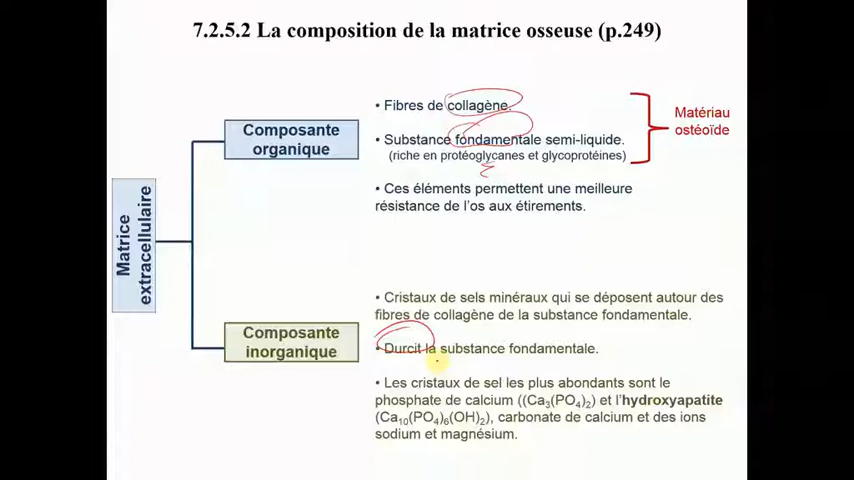 7.2.5.2 La composition de la matrice osseuse (p.249)
Matrice
extracellulaire
Composante
organique
• Fibres de collagène.
• Substance fondamentale semi-liquide.
(riche en protéoglycanes et glycoprotéines)
Matériau
ostéoïde
• Ces éléments permettent une meilleure
résistance de l'os aux étirements.
Composante
inorganique
• Cristaux de sels minéraux qui se déposent autour des
fibres de collagène de la substance fondamentale.
• Durcit la substance fondamentale.
• Les cristaux de sel les plus abondants sont le
phosphate de calcium ((Ca₃(PO₄)₂) et l'hydroxyapatite
(Ca₁₀(PO₄)₆(OH)₂), carbonate de calcium et des ions
sodium et magnésium.